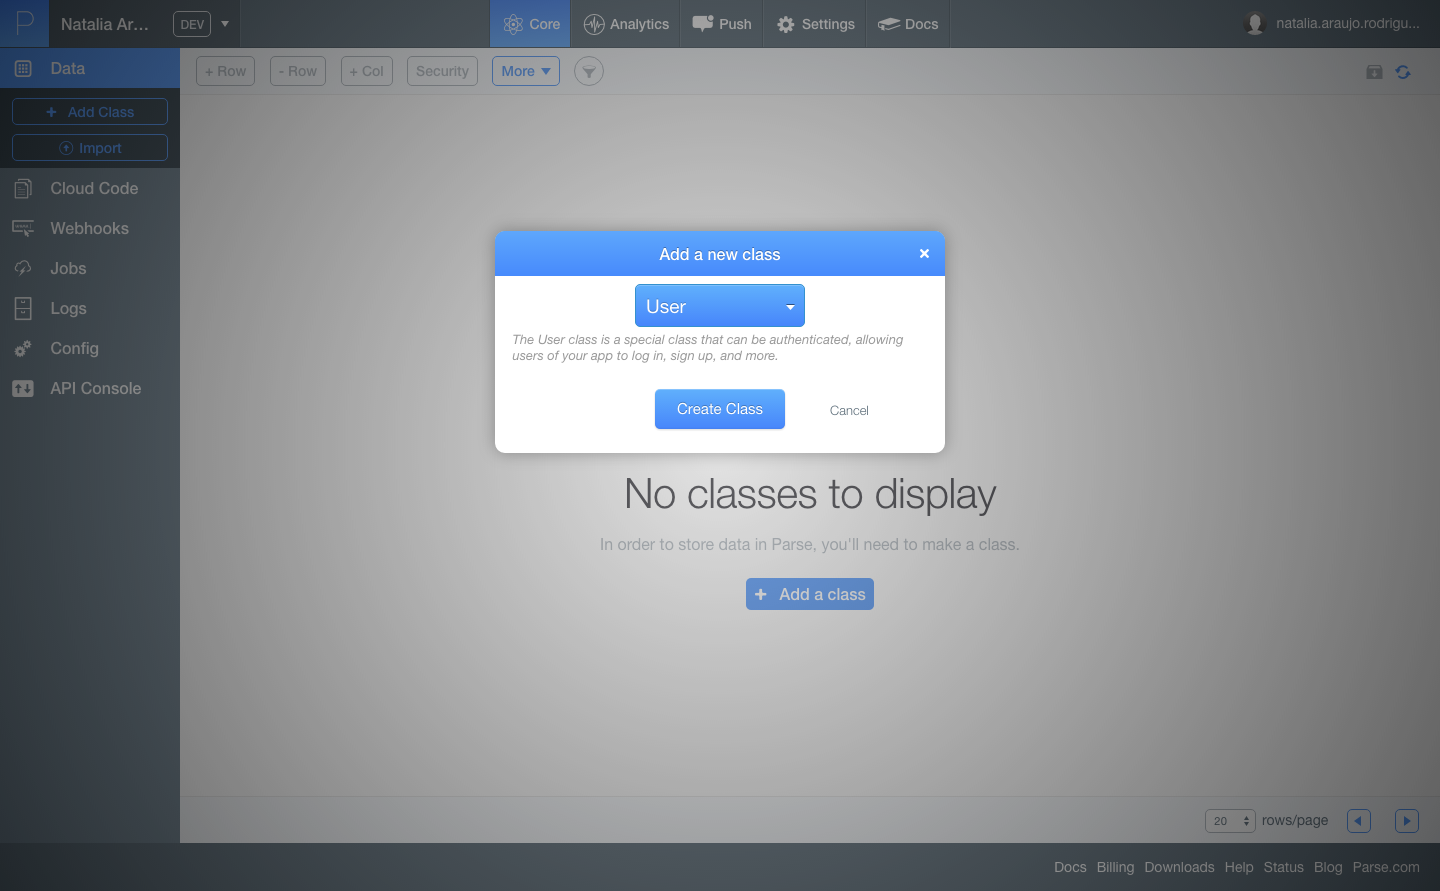 P
Natalia Ar...
DEV
Core
Analytics
Push
Settings
Docs
natalia.araujo.rodrigu...
Data
+ Add Class
Import
Cloud Code
Webhooks
Jobs
Logs
Config
API Console
+ Row
- Row
+ Col
Security
More
Add a new class
×
User
The User class is a special class that can be authenticated, allowing
users of your app to log in, sign up, and more.
Create Class
Cancel
No classes to display
In order to store data in Parse, you'll need to make a class.
+ Add a class
20
rows/page
Docs Billing Downloads Help Status Blog Parse.com